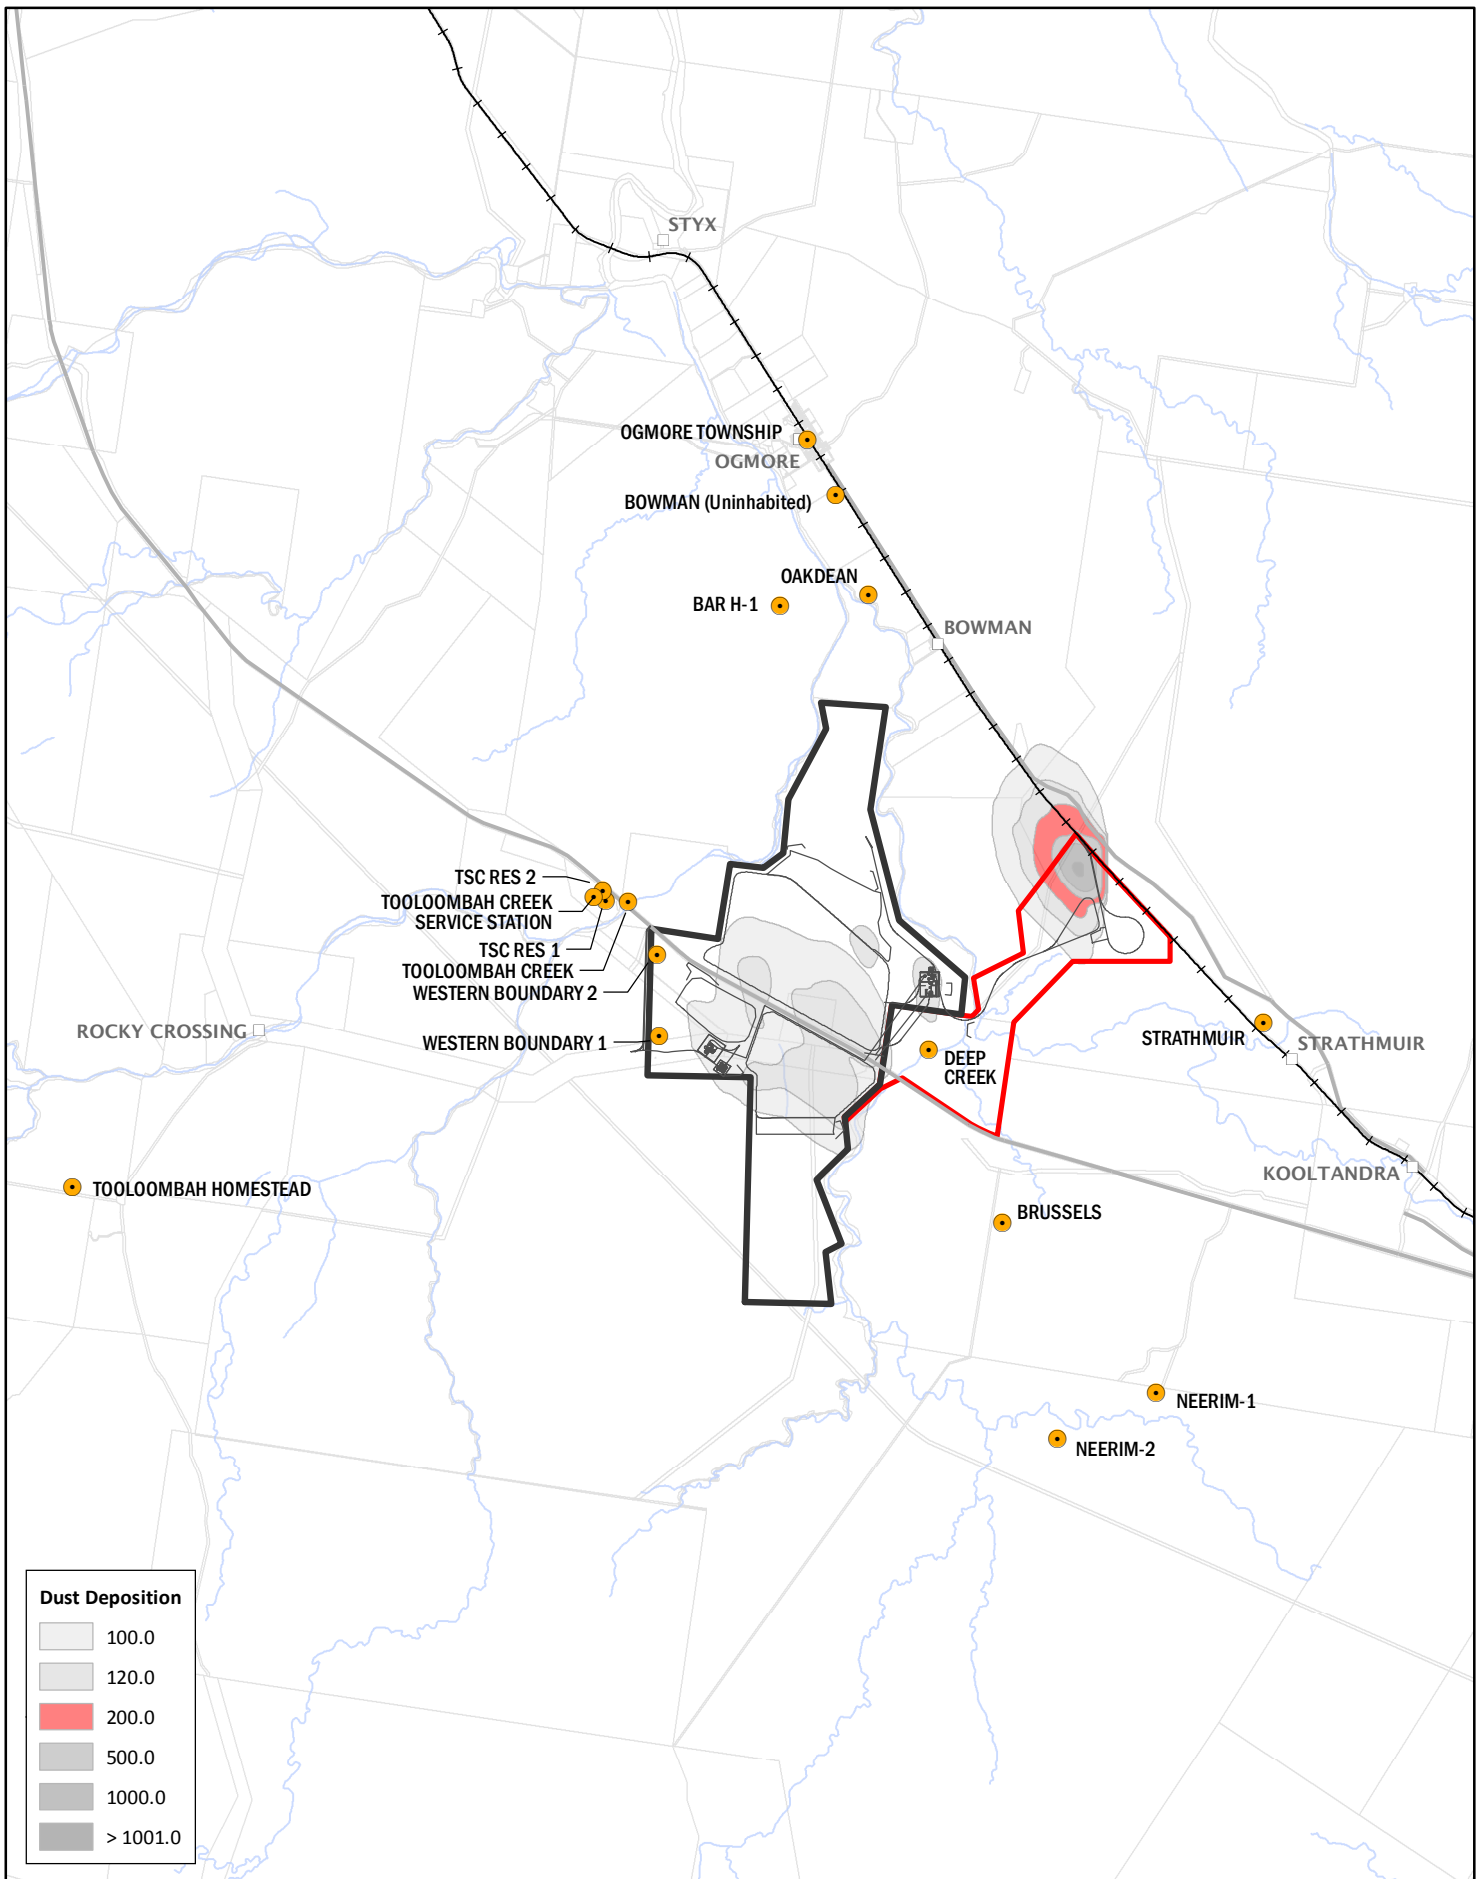 STYX
OGMORE TOWNSHIP
OGMORE
BOWMAN (Uninhabited)
OAKDEAN
BAR H-1
BOWMAN
TSC RES 2
TOOLOOMBAH CREEK
SERVICE STATION
TSC RES 1
TOOLOOMBAH CREEK
WESTERN BOUNDARY 2
ROCKY CROSSING
WESTERN BOUNDARY 1
DEEP
CREEK
STRATHMUIR
STRATHMUIR
KOOLTANDRA
TOOLOOMBAH HOMESTEAD
BRUSSELS
NEERIM-1
NEERIM-2
Dust Deposition
100.0
120.0
200.0
500.0
1000.0
> 1001.0